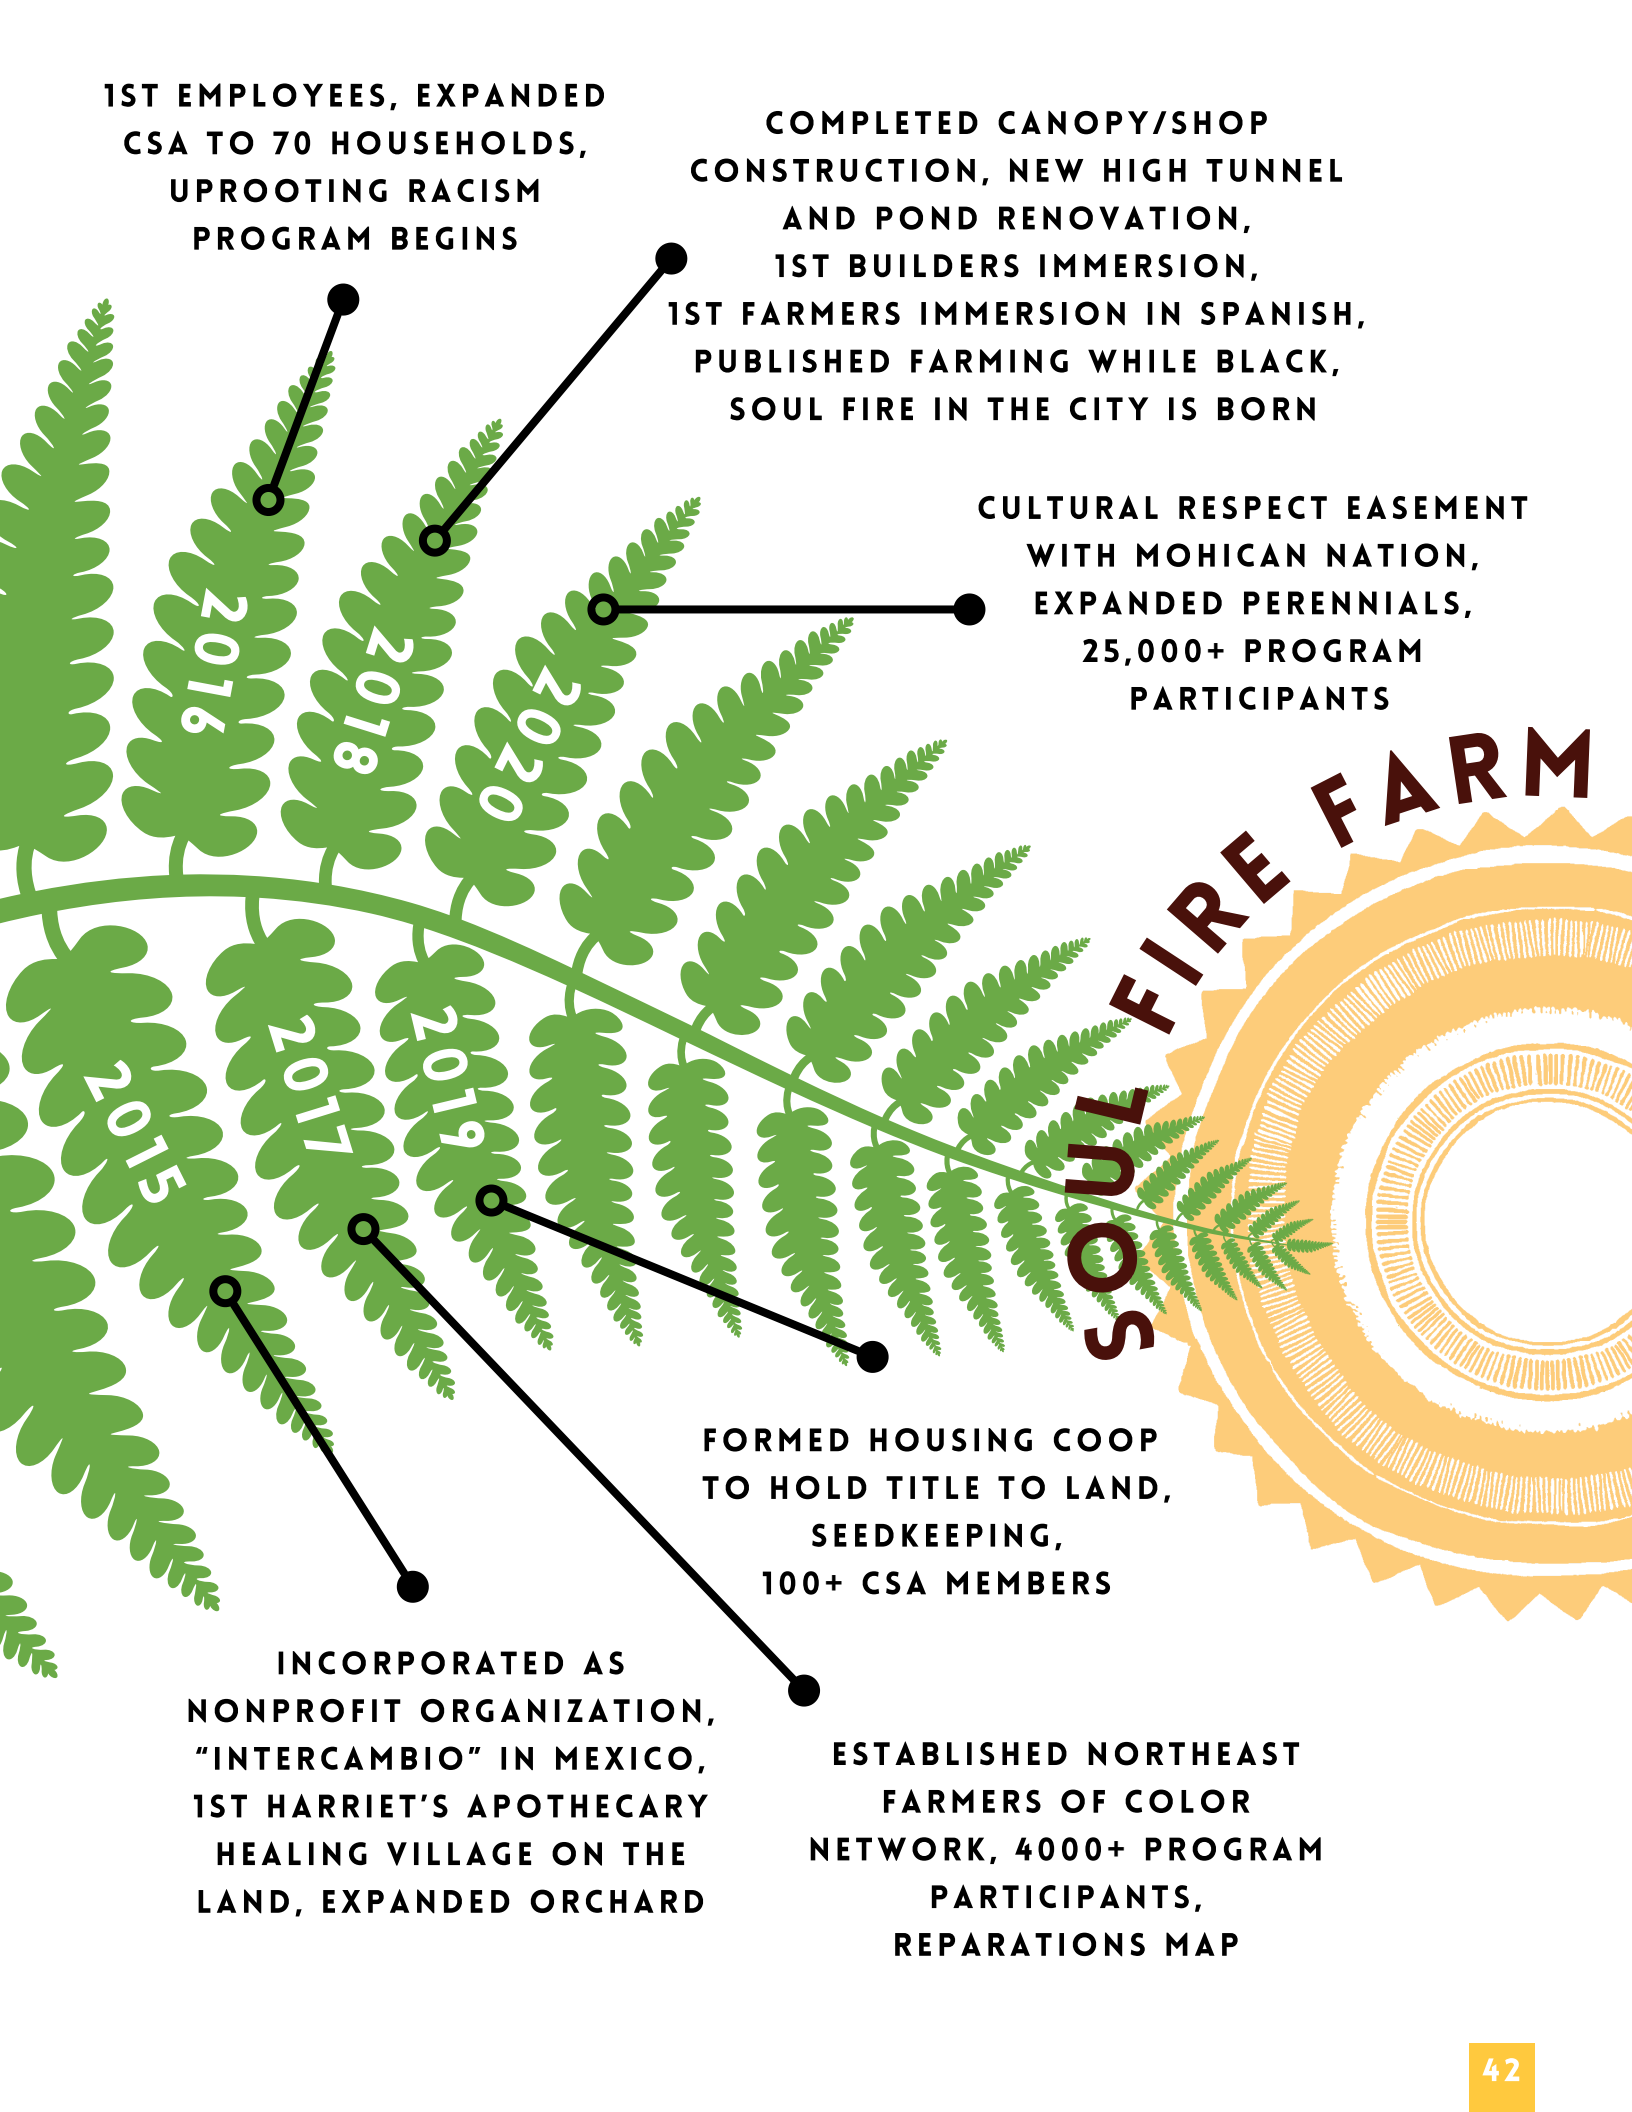 1ST EMPLOYEES, EXPANDED
CSA TO 70 HOUSEHOLDS,
UPROOTING RACISM
PROGRAM BEGINS
COMPLETED CANOPY/SHOP
CONSTRUCTION, NEW HIGH TUNNEL
AND POND RENOVATION,
1ST BUILDERS IMMERSION,
1ST FARMERS IMMERSION IN SPANISH,
PUBLISHED FARMING WHILE BLACK,
SOUL FIRE IN THE CITY IS BORN
CULTURAL RESPECT EASEMENT
WITH MOHICAN NATION,
EXPANDED PERENNIALS,
25,000+ PROGRAM
PARTICIPANTS
2016
2018
2020
SOUL FIRE FARM
2015
2017
2019
FORMED HOUSING COOP
TO HOLD TITLE TO LAND,
SEEDKEEPING,
100+ CSA MEMBERS
INCORPORATED AS
NONPROFIT ORGANIZATION,
“INTERCAMBIO” IN MEXICO,
1ST HARRIET’S APOTHECARY
HEALING VILLAGE ON THE
LAND, EXPANDED ORCHARD
ESTABLISHED NORTHEAST
FARMERS OF COLOR
NETWORK, 4000+ PROGRAM
PARTICIPANTS,
REPARATIONS MAP
42